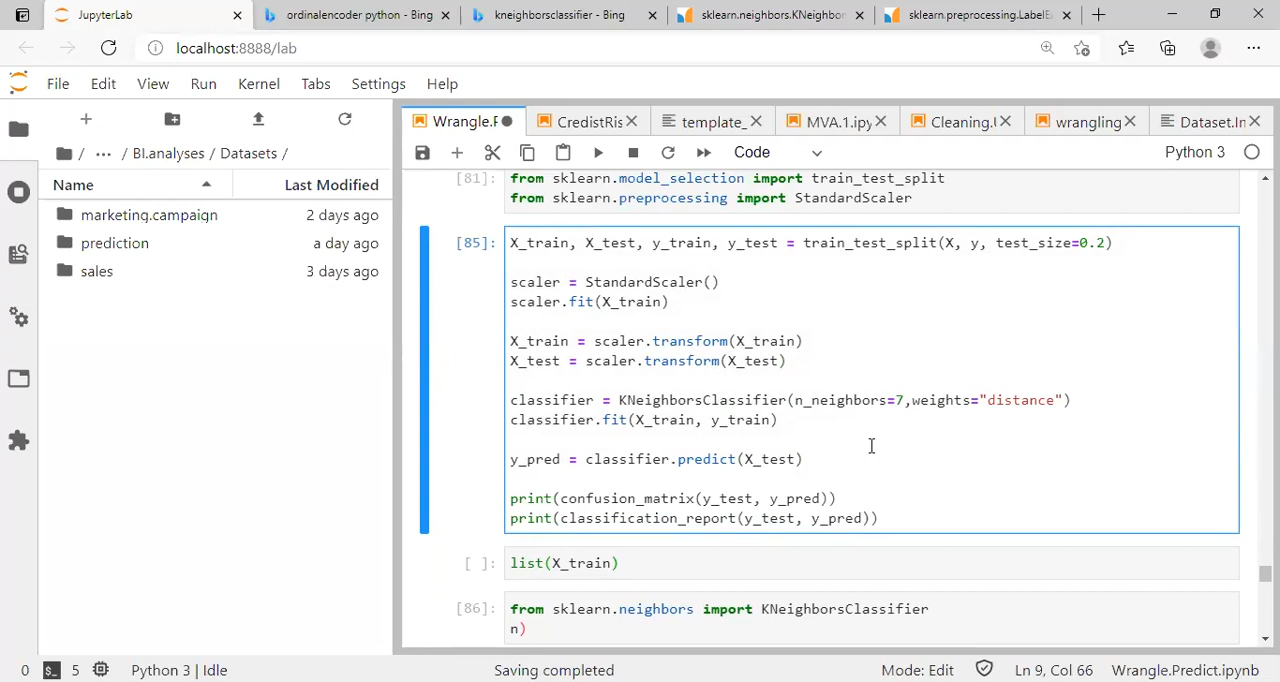 JupyterLab
ordinalencoder python - Bing
kneighborsclassifier - Bing
sklearn.neighbors.KNeighbor
sklearn.preprocessing.LabelE
localhost:8888/lab
File Edit View Run Kernel Tabs Settings Help
Wrangle.F
CredistRis
template_
MVA.1.ipy
Cleaning.(
wrangling
Dataset.In
/ ... / BI.analyses / Datasets /
Code
Python 3
Name Last Modified
marketing.campaign 2 days ago
prediction a day ago
sales 3 days ago
[81]: from sklearn.model_selection import train_test_split
from sklearn.preprocessing import StandardScaler
[85]: X_train, X_test, y_train, y_test = train_test_split(X, y, test_size=0.2)
scaler = StandardScaler()
scaler.fit(X_train)
X_train = scaler.transform(X_train)
X_test = scaler.transform(X_test)
classifier = KNeighborsClassifier(n_neighbors=7,weights="distance")
classifier.fit(X_train, y_train)
y_pred = classifier.predict(X_test)
print(confusion_matrix(y_test, y_pred))
print(classification_report(y_test, y_pred))
[ ]: list(X_train)
[86]: from sklearn.neighbors import KNeighborsClassifier
n)
0 5 Python 3 | Idle Saving completed Mode: Edit Ln 9, Col 66 Wrangle.Predict.ipynb